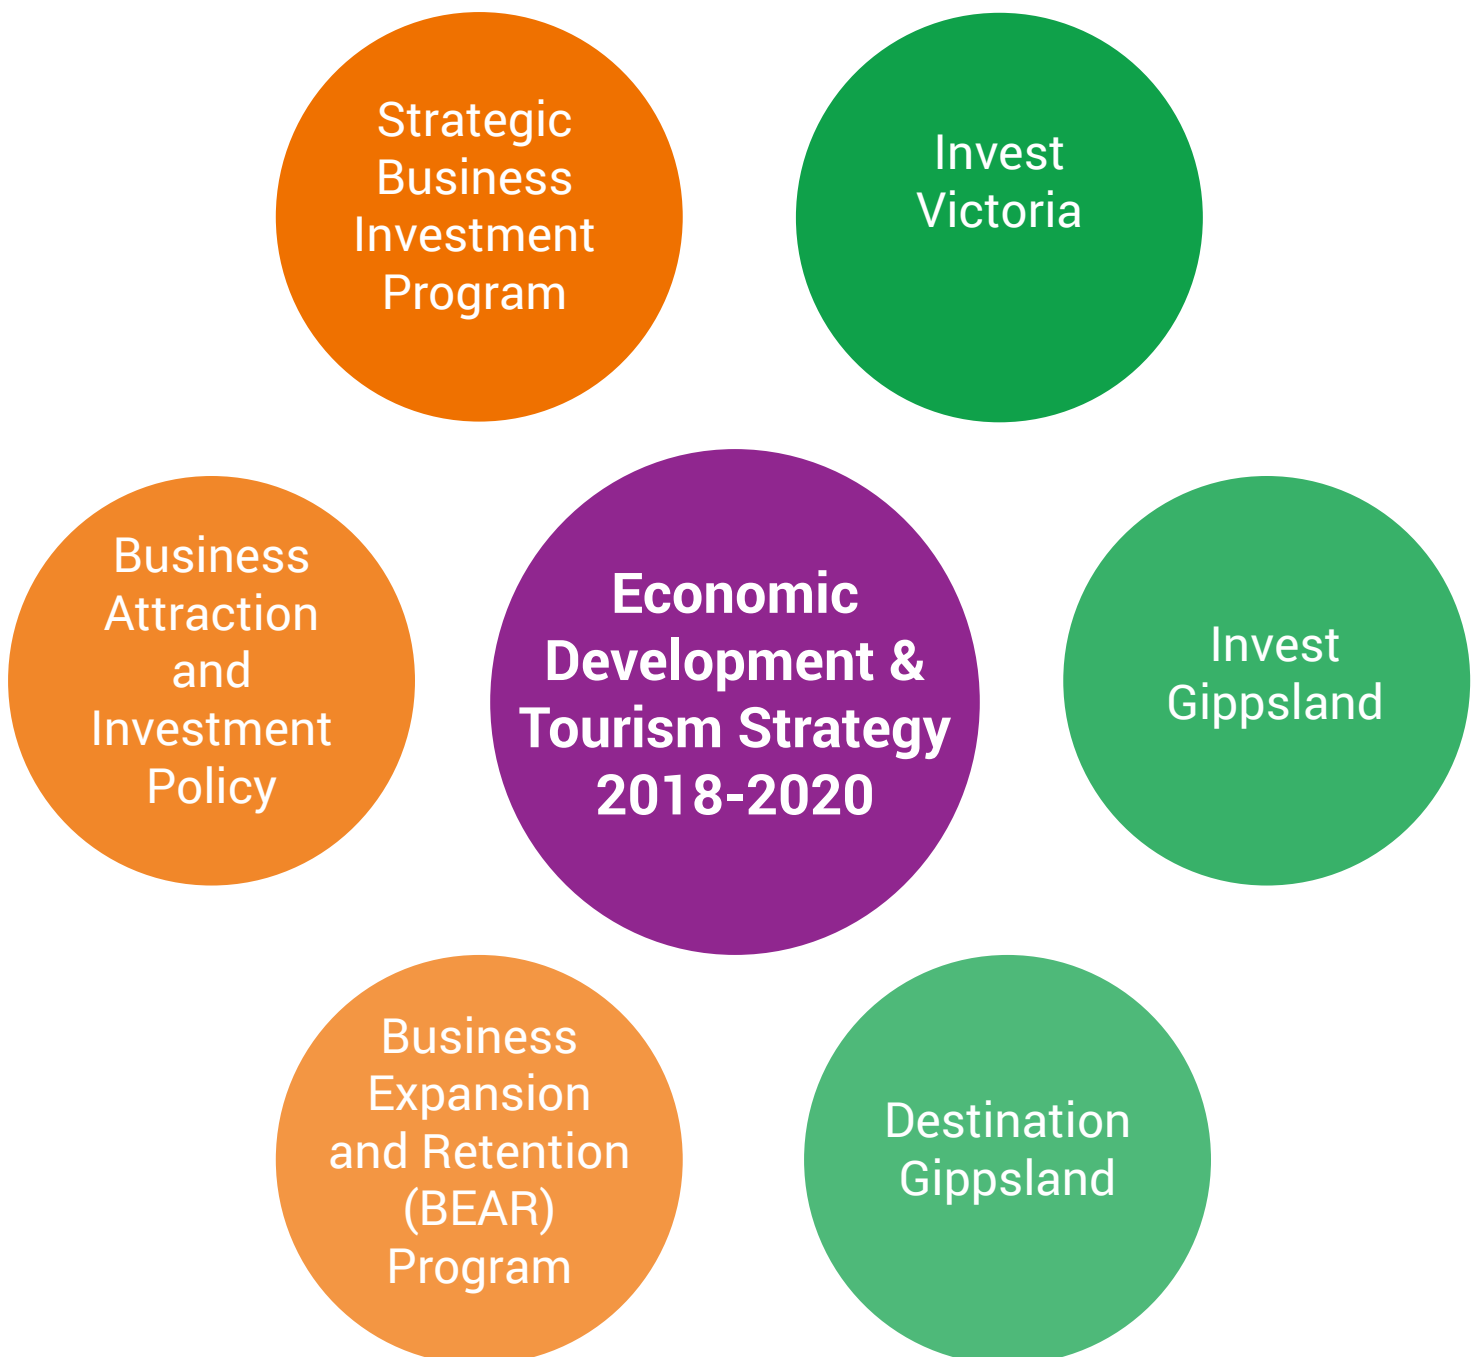 Strategic
Business
Investment
Program
Invest
Victoria
Business
Attraction
and
Investment
Policy
Economic
Development &
Tourism Strategy
2018-2020
Invest
Gippsland
Business
Expansion
and Retention
(BEAR)
Program
Destination
Gippsland